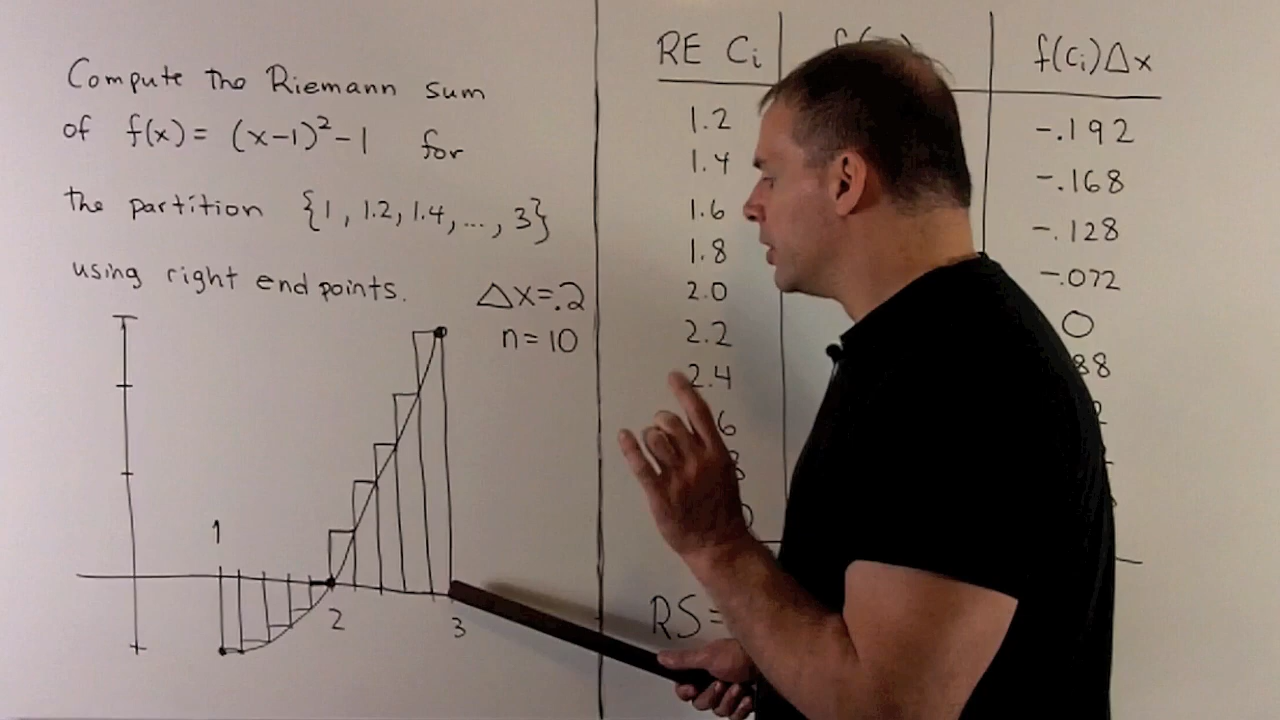 Compute the Riemann sum
of f(x) = (x-1)²-1 for
the partition {1, 1.2, 1.4, ..., 3}
using right endpoints.
Δx=.2
n=10
1
2
3
RE Ci
f(Ci)Δx
1.2
-.192
1.4
-.168
1.6
-.128
1.8
-.072
2.0
0
2.2
88
2.4
6
RS=